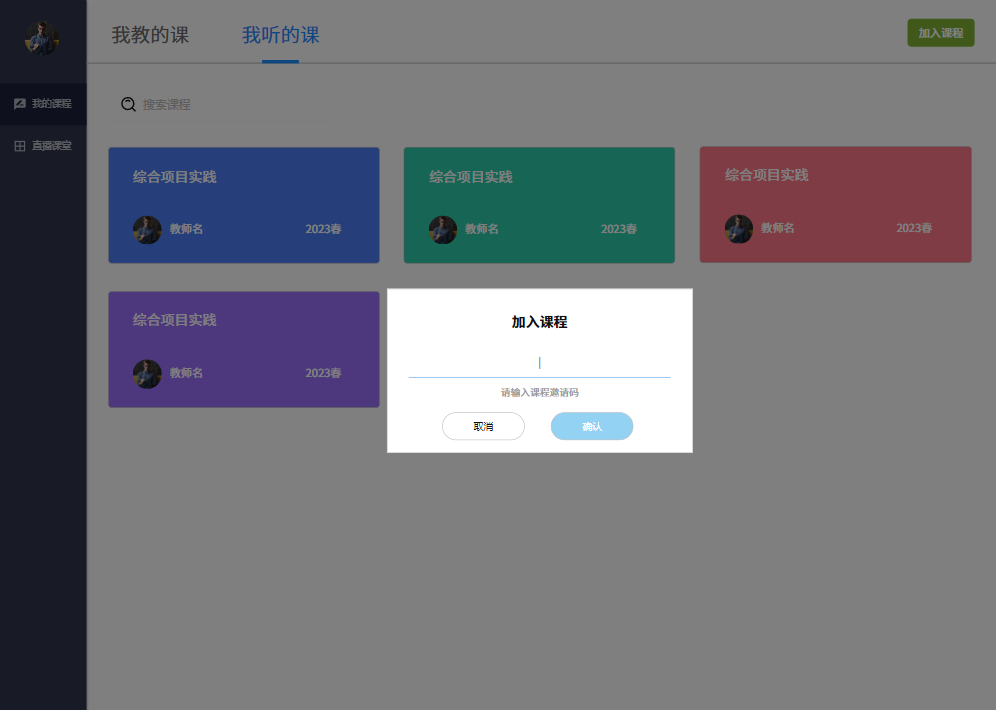 我教的课
我听的课
加入课程
我的课程
直播课堂
搜索课程
综合项目实践
教师名
2023春
综合项目实践
教师名
2023春
综合项目实践
教师名
2023春
综合项目实践
教师名
2023春
加入课程
请输入课程邀请码
取消
确认